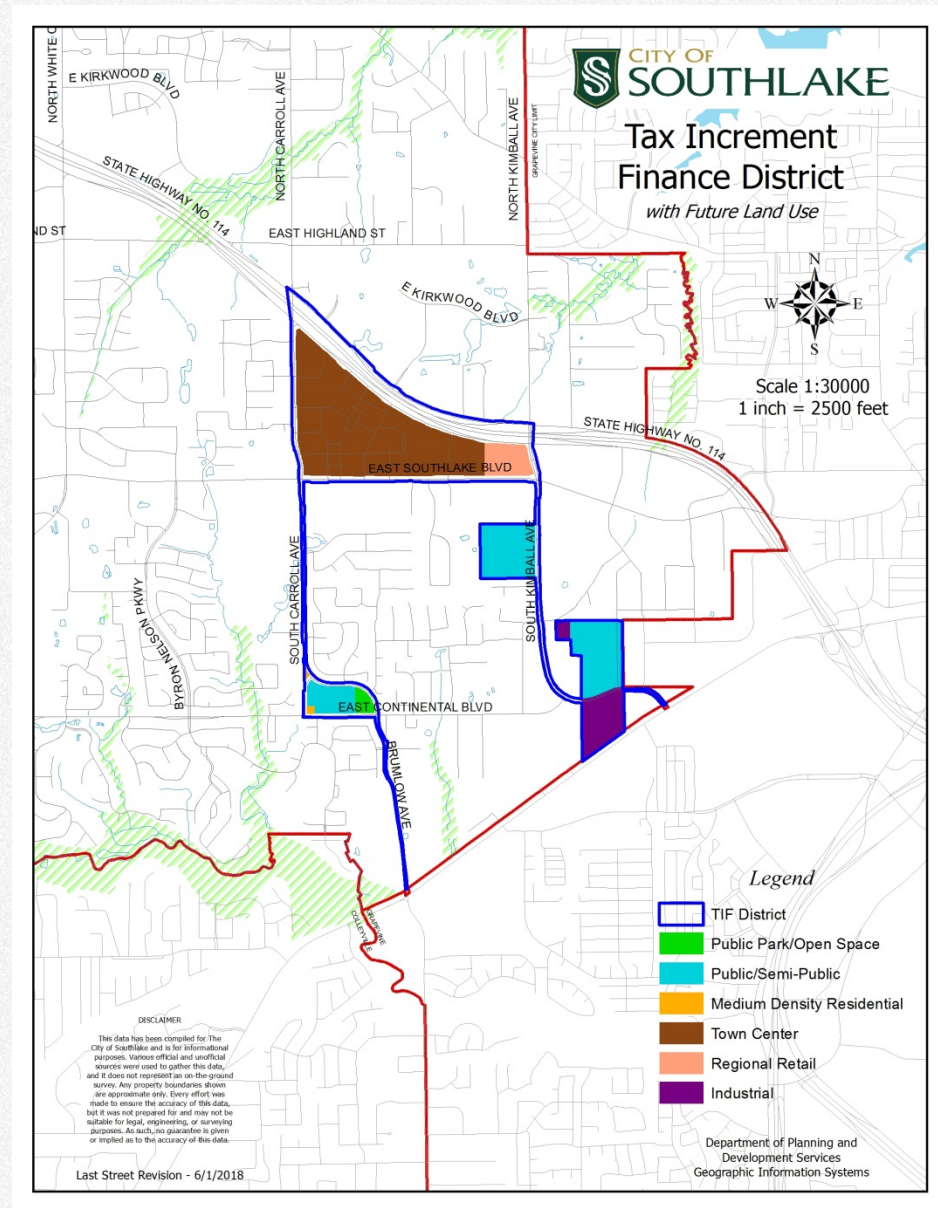 CITY OF
SOUTHLAKE
Tax Increment
Finance District
with Future Land Use
N
W
E
S
Scale 1:30000
1 inch = 2500 feet
E KIRKWOOD BLVD
NORTH CARROLL AVE
NORTH KIMBALL AVE
GRAPEVINE CITY LIMIT
STATE HIGHWAY NO. 114
EAST HIGHLAND ST
ND ST
E KIRKWOOD BLVD
STATE HIGHWAY NO. 114
EAST SOUTHLAKE BLVD
SOUTH CARROLL AVE
SOUTH KIMBALL AVE
BYRON NELSON PKWY
EAST CONTINENTAL BLVD
BRUMLOW AVE
GRAPEVINE
COLLEYVILLE
NORTH WHITE C
Legend
TIF District
Public Park/Open Space
Public/Semi-Public
Medium Density Residential
Town Center
Regional Retail
Industrial
DISCLAIMER
This data has been compiled for The
City of Southlake and is for informational
purposes. Various official and unofficial
sources were used to gather this data,
and it does not represent an on-the-ground
survey. Any property boundaries shown
are approximate only. Every effort was
made to ensure the accuracy of this data,
but it was not prepared for and may not be
suitable for legal, engineering, or surveying
purposes. As such, no guarantee is given
or implied as to the accuracy of this data.
Last Street Revision - 6/1/2018
Department of Planning and
Development Services
Geographic Information Systems